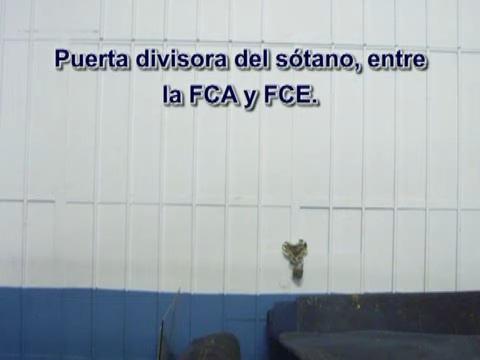 Puerta divisora del sótano, entre
la FCA y FCE.